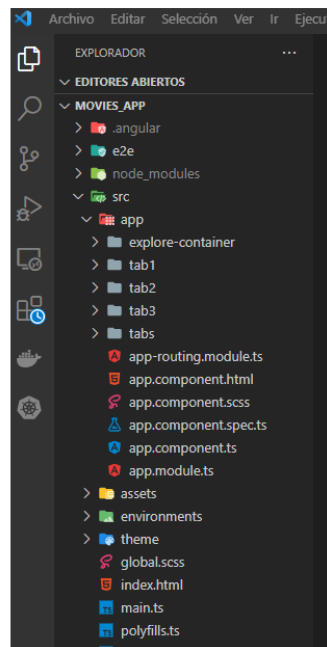 Archivo Editar Selección Ver Ir Ejecu
EXPLORADOR ...
EDITORES ABIERTOS
MOVIES_APP
.angular
e2e
node_modules
src
app
explore-container
tab1
tab2
tab3
tabs
app-routing.module.ts
app.component.html
app.component.scss
app.component.spec.ts
app.component.ts
app.module.ts
assets
environments
theme
global.scss
index.html
main.ts
polyfills.ts